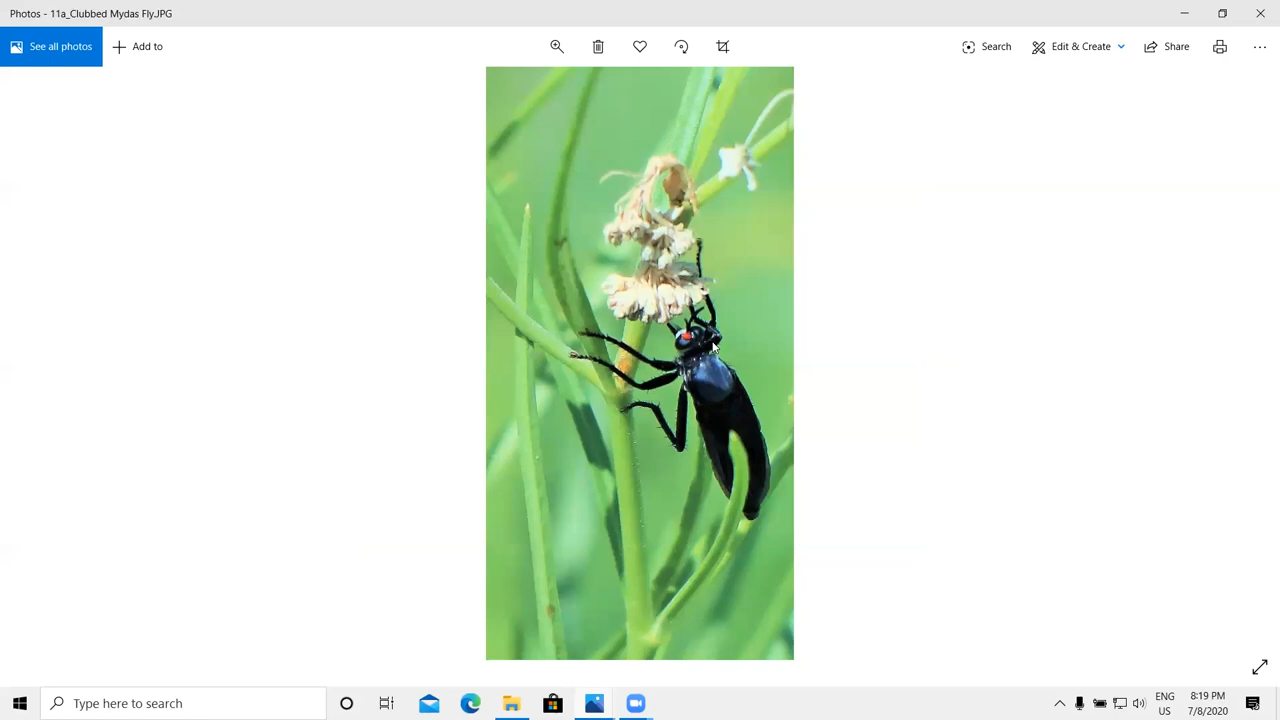 Photos - 11a_Clubbed Mydas Fly.JPG
See all photos
Add to
Search
Edit & Create
Share
Type here to search
ENG
US
8:19 PM
7/8/2020